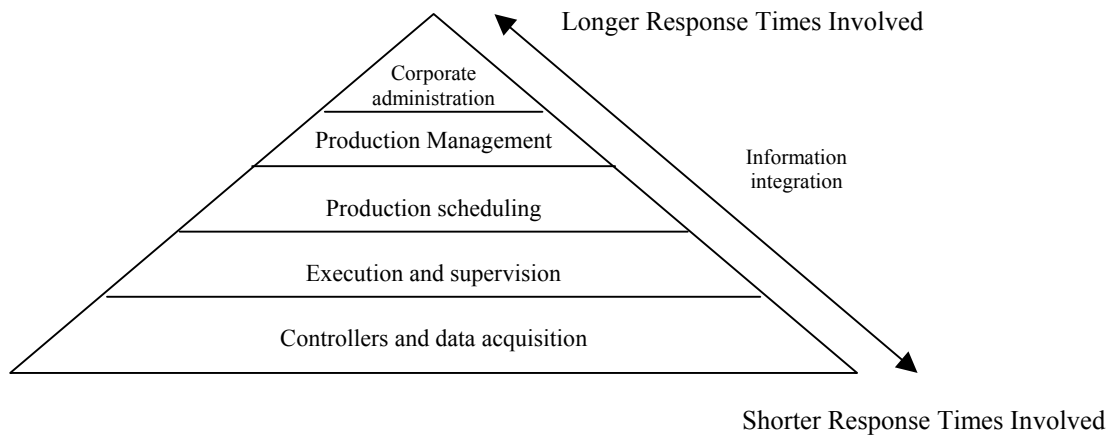 Longer Response Times Involved
Corporate
administration
Production Management
Information
integration
Production scheduling
Execution and supervision
Controllers and data acquisition
Shorter Response Times Involved